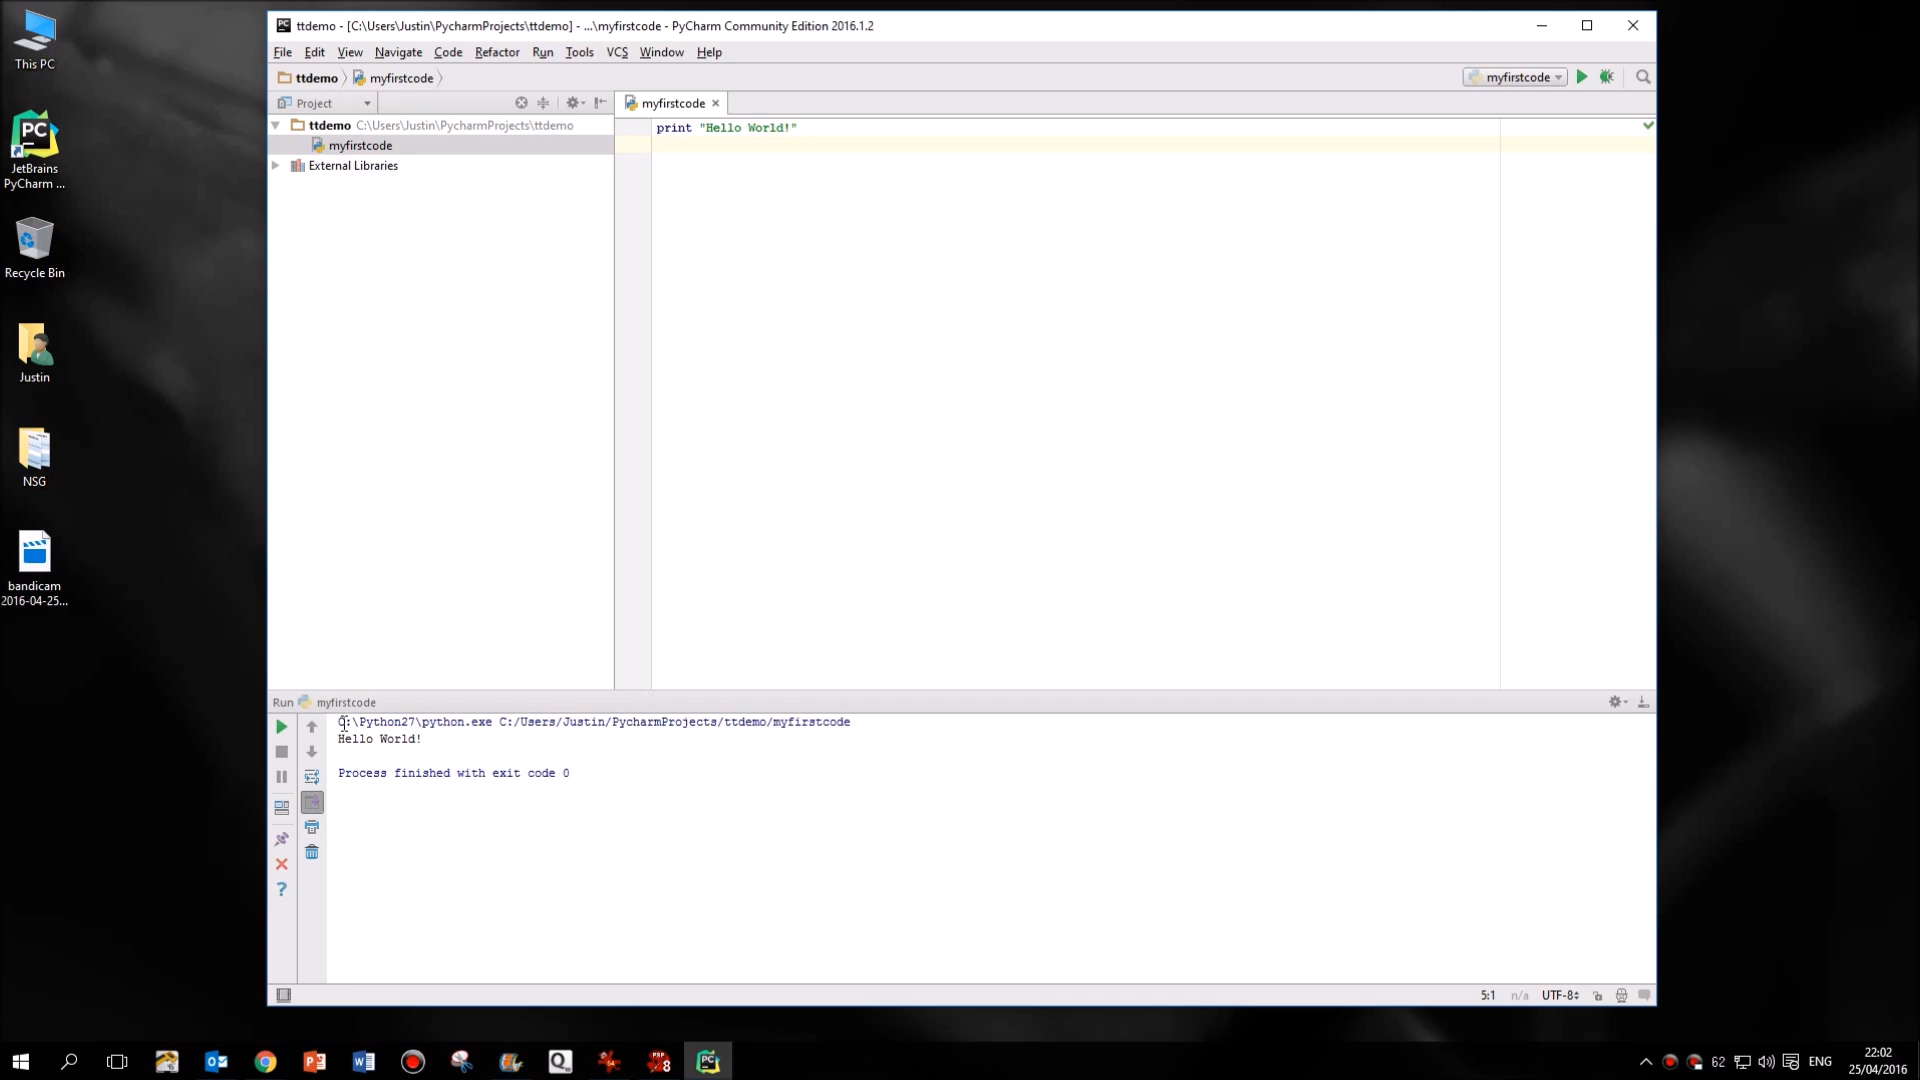 This PC
JetBrains
PyCharm ...
Recycle Bin
Justin
NSG
bandicam
2016-04-25...
ttdemo - [C:\Users\Justin\PycharmProjects\ttdemo] - ...\myfirstcode - PyCharm Community Edition 2016.1.2
File Edit View Navigate Code Refactor Run Tools VCS Window Help
ttdemo myfirstcode
myfirstcode
Project
myfirstcode
ttdemo C:\Users\Justin\PycharmProjects\ttdemo
myfirstcode
External Libraries
print "Hello World!"
Run myfirstcode
C:\Python27\python.exe C:/Users/Justin/PycharmProjects/ttdemo/myfirstcode
Hello World!
Process finished with exit code 0
5:1 n/a UTF-8
62 ENG
22:02
25/04/2016